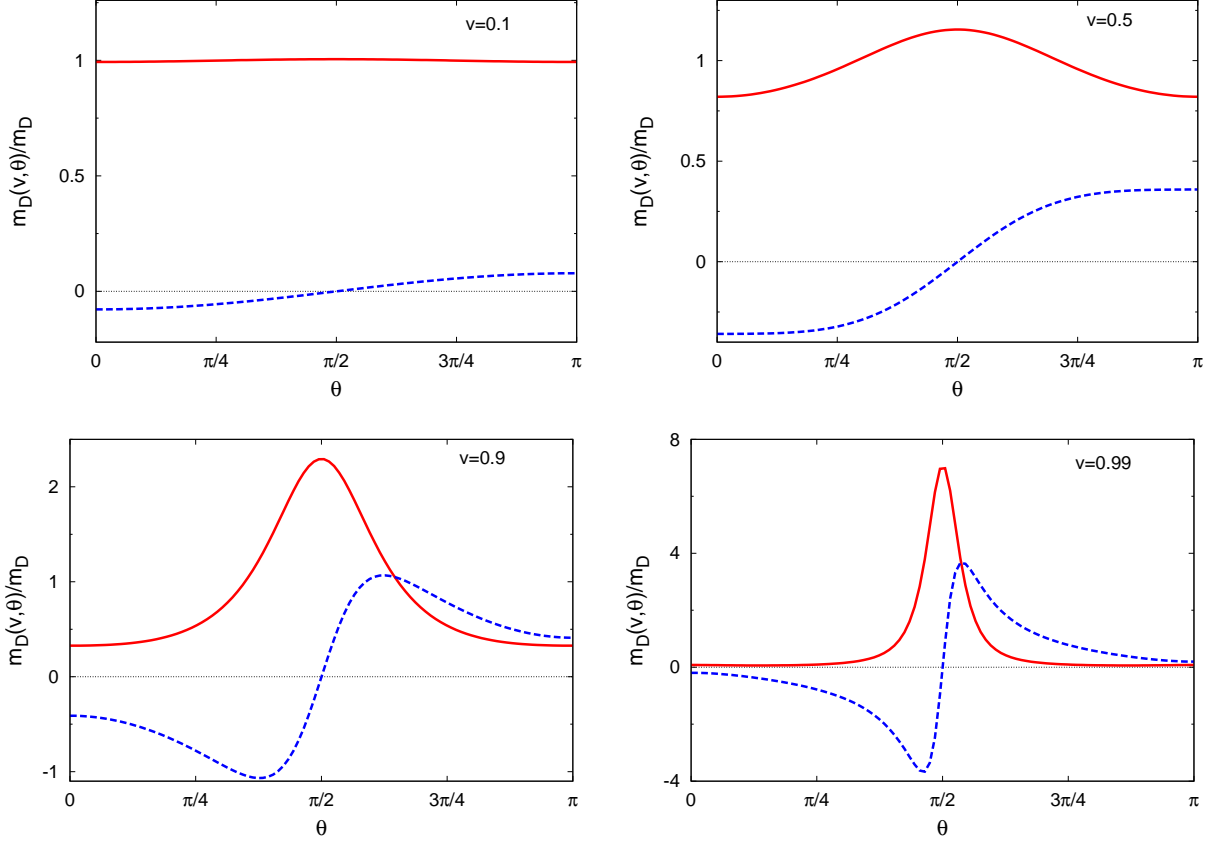 v=0.1
m_D(v,θ)/m_D
1
0.5
0
0
π/4
π/2
3π/4
π
θ
v=0.5
m_D(v,θ)/m_D
1
0.5
0
0
π/4
π/2
3π/4
π
θ
v=0.9
m_D(v,θ)/m_D
2
1
0
-1
0
π/4
π/2
3π/4
π
θ
v=0.99
m_D(v,θ)/m_D
8
4
0
-4
0
π/4
π/2
3π/4
π
θ